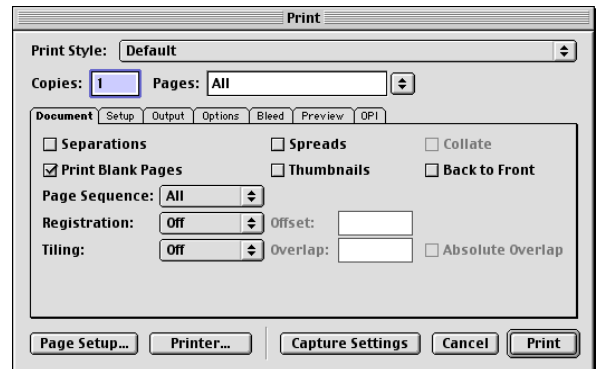 Print
Print Style: Default
Copies: 1 Pages: All
Document Setup Output Options Bleed Preview OPI
Separations Spreads Collate
Print Blank Pages Thumbnails Back to Front
Page Sequence: All
Registration: Off Offset:
Tiling: Off Overlap: Absolute Overlap
Page Setup... Printer... Capture Settings Cancel Print